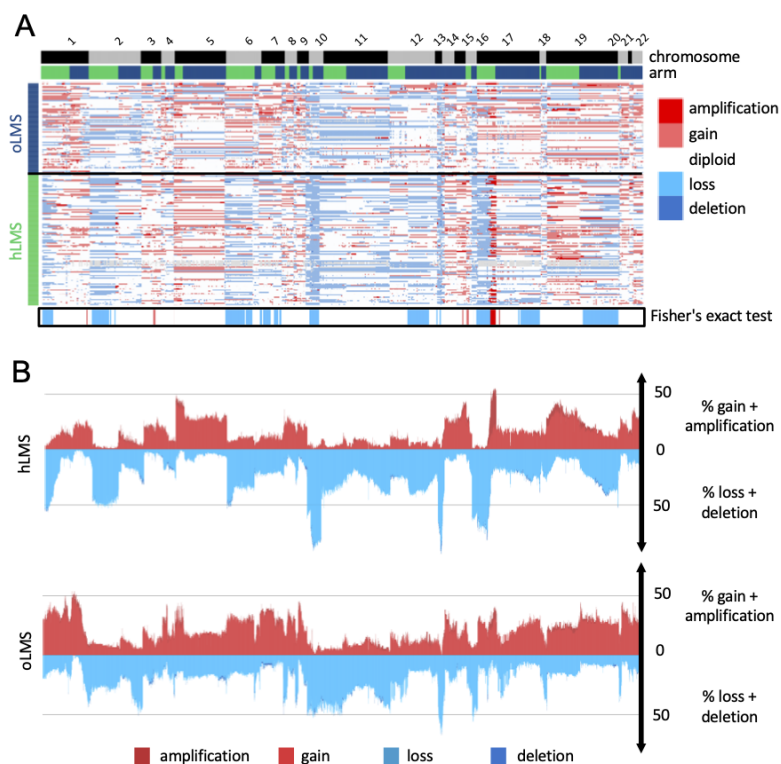 A
1 2 3 4 5 6 7 8 9 10 11 12 13 14 15 16 17 18 19 20 21 22
chromosome
arm
oLMS
hLMS
amplification
gain
diploid
loss
deletion
Fisher's exact test
B
hLMS
50
% gain +
amplification
0
% loss +
deletion
50
oLMS
50
% gain +
amplification
0
% loss +
deletion
50
amplification gain loss deletion